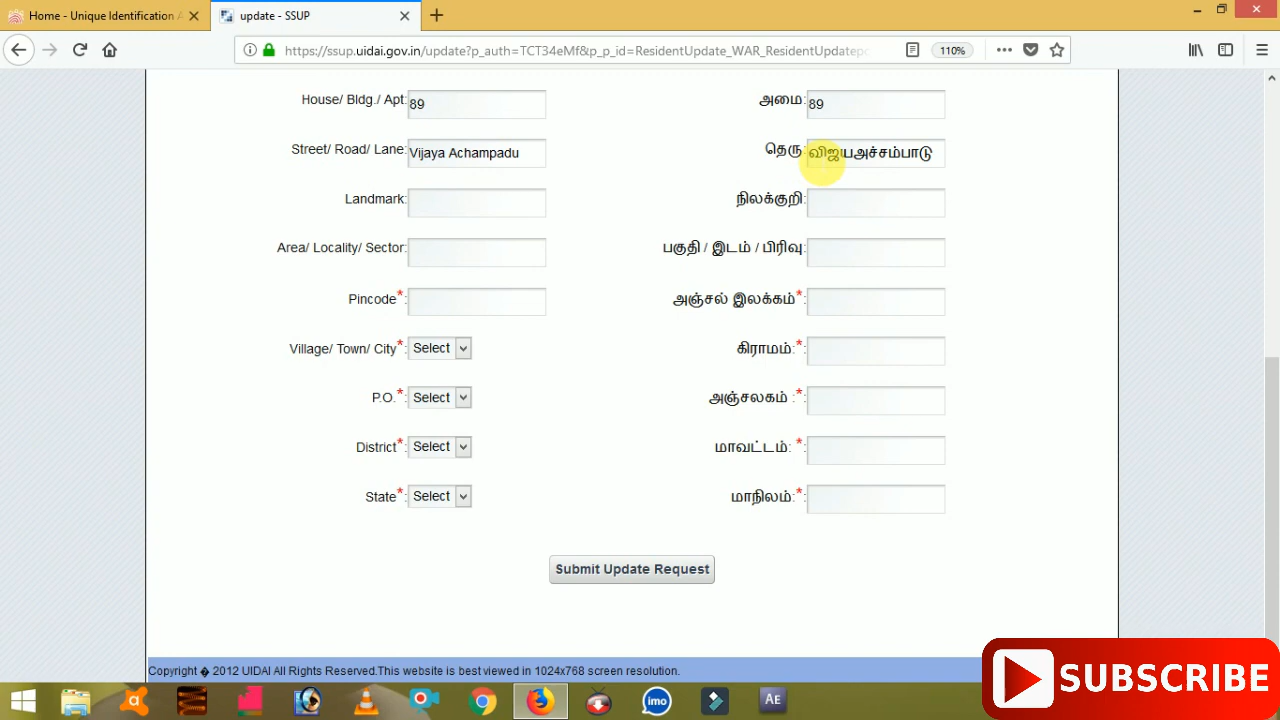 Home - Unique Identification A
update - SSUP
https://ssup.uidai.gov.in/update?p_auth=TCT34eMf&p_p_id=ResidentUpdate_WAR_ResidentUpdatepo
110%
House/ Bldg./ Apt: 89 அமை: 89
Street/ Road/ Lane: Vijaya Achampadu தெரு: விஜயஅச்சம்பாடு
Landmark: நிலக்குறி:
Area/ Locality/ Sector: பகுதி / இடம் / பிரிவு:
Pincode*: அஞ்சல் இலக்கம்*:
Village/ Town/ City*: Select கிராமம்:*:
P.O.*: Select அஞ்சலகம் :*:
District*: Select மாவட்டம்: *:
State*: Select மாநிலம்:*:
Submit Update Request
Copyright � 2012 UIDAI All Rights Reserved.This website is best viewed in 1024x768 screen resolution.
SUBSCRIBE
imo
Ae